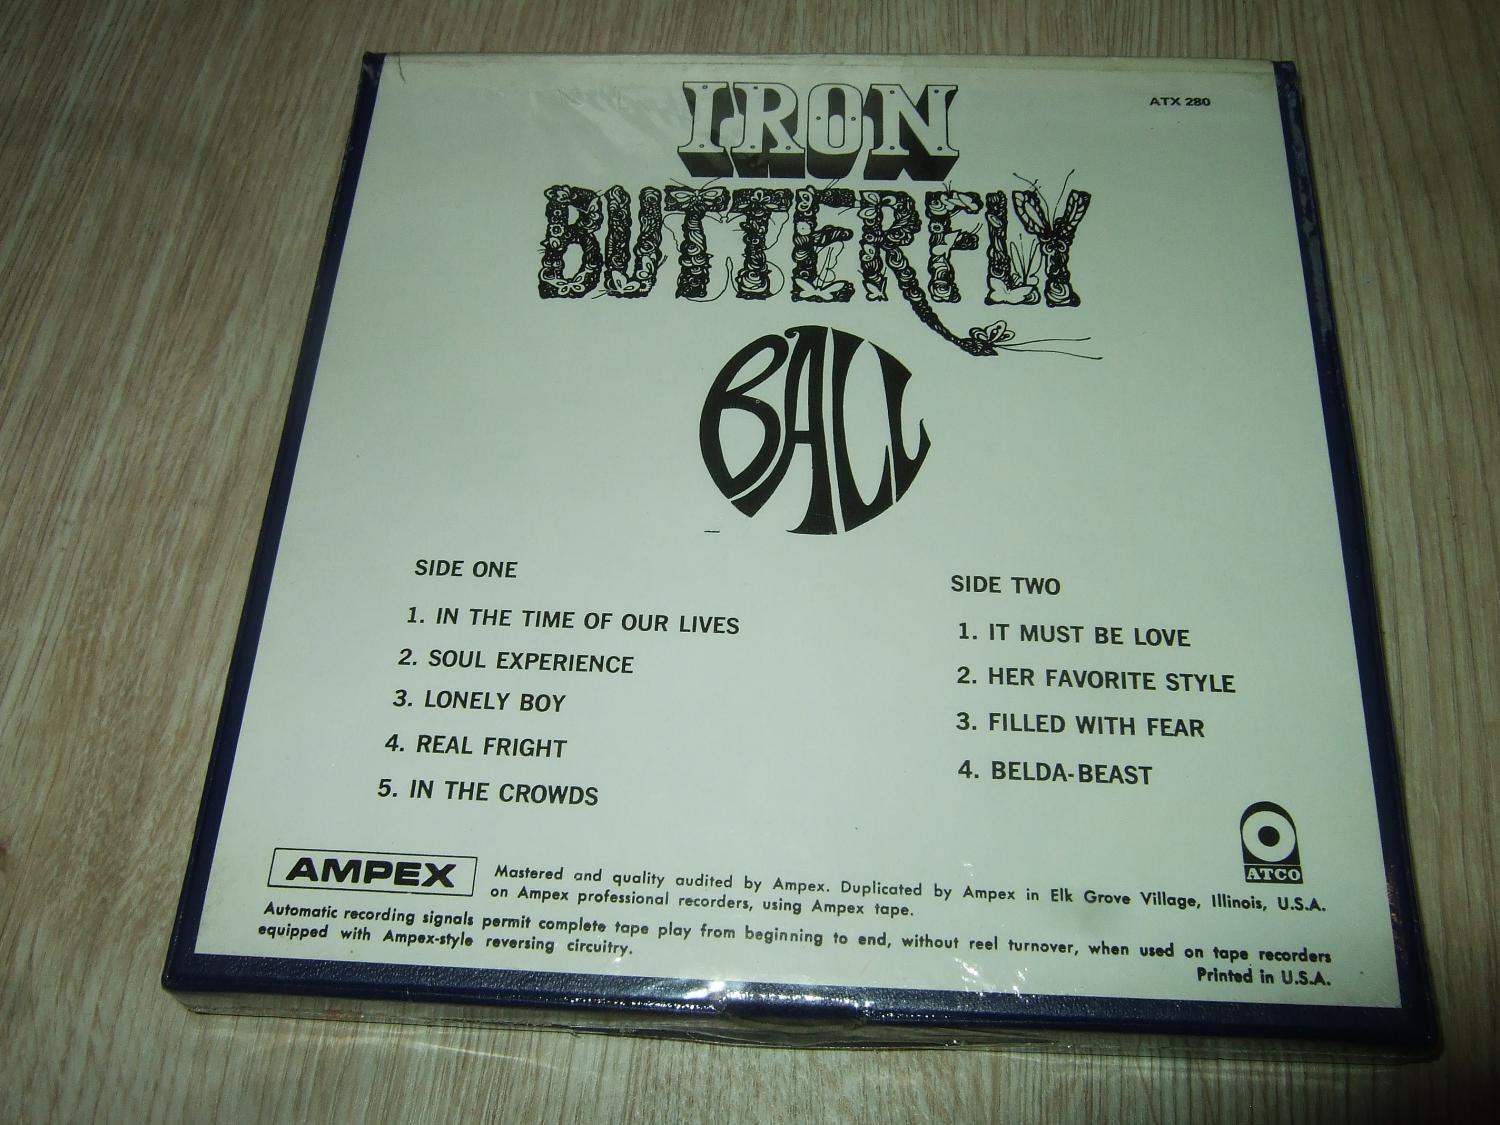 IRON
ATX 280
BUTTERFLY
BALL
SIDE ONE
1. IN THE TIME OF OUR LIVES
2. SOUL EXPERIENCE
3. LONELY BOY
4. REAL FRIGHT
5. IN THE CROWDS
SIDE TWO
1. IT MUST BE LOVE
2. HER FAVORITE STYLE
3. FILLED WITH FEAR
4. BELDA-BEAST
ATCO
AMPEX
Mastered and quality audited by Ampex. Duplicated by Ampex in Elk Grove Village, Illinois, U.S.A.
on Ampex professional recorders, using Ampex tape.
Automatic recording signals permit complete tape play from beginning to end, without reel turnover, when used on tape recorders
equipped with Ampex-style reversing circuitry.
Printed in U.S.A.